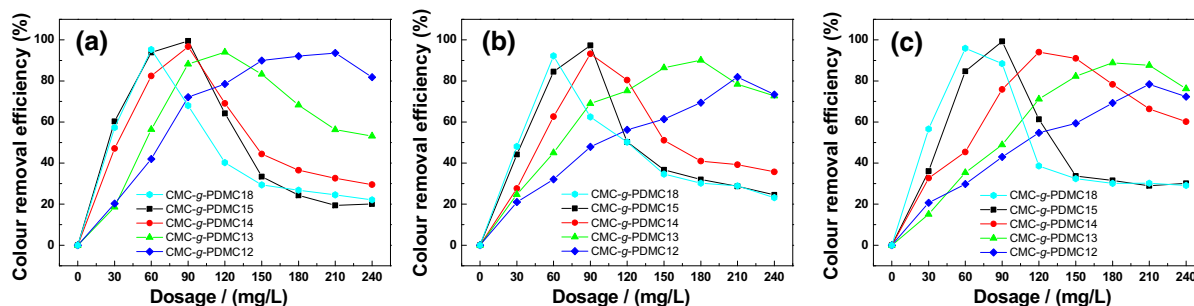 (a)
Colour removal efficiency (%)
100
80
60
40
20
0
CMC-g-PDMC18
CMC-g-PDMC15
CMC-g-PDMC14
CMC-g-PDMC13
CMC-g-PDMC12
0 30 60 90 120 150 180 210 240
Dosage / (mg/L)
(b)
Colour removal efficiency (%)
100
80
60
40
20
0
CMC-g-PDMC18
CMC-g-PDMC15
CMC-g-PDMC14
CMC-g-PDMC13
CMC-g-PDMC12
0 30 60 90 120 150 180 210 240
Dosage / (mg/L)
(c)
Colour removal efficiency (%)
100
80
60
40
20
0
CMC-g-PDMC18
CMC-g-PDMC15
CMC-g-PDMC14
CMC-g-PDMC13
CMC-g-PDMC12
0 30 60 90 120 150 180 210 240
Dosage / (mg/L)